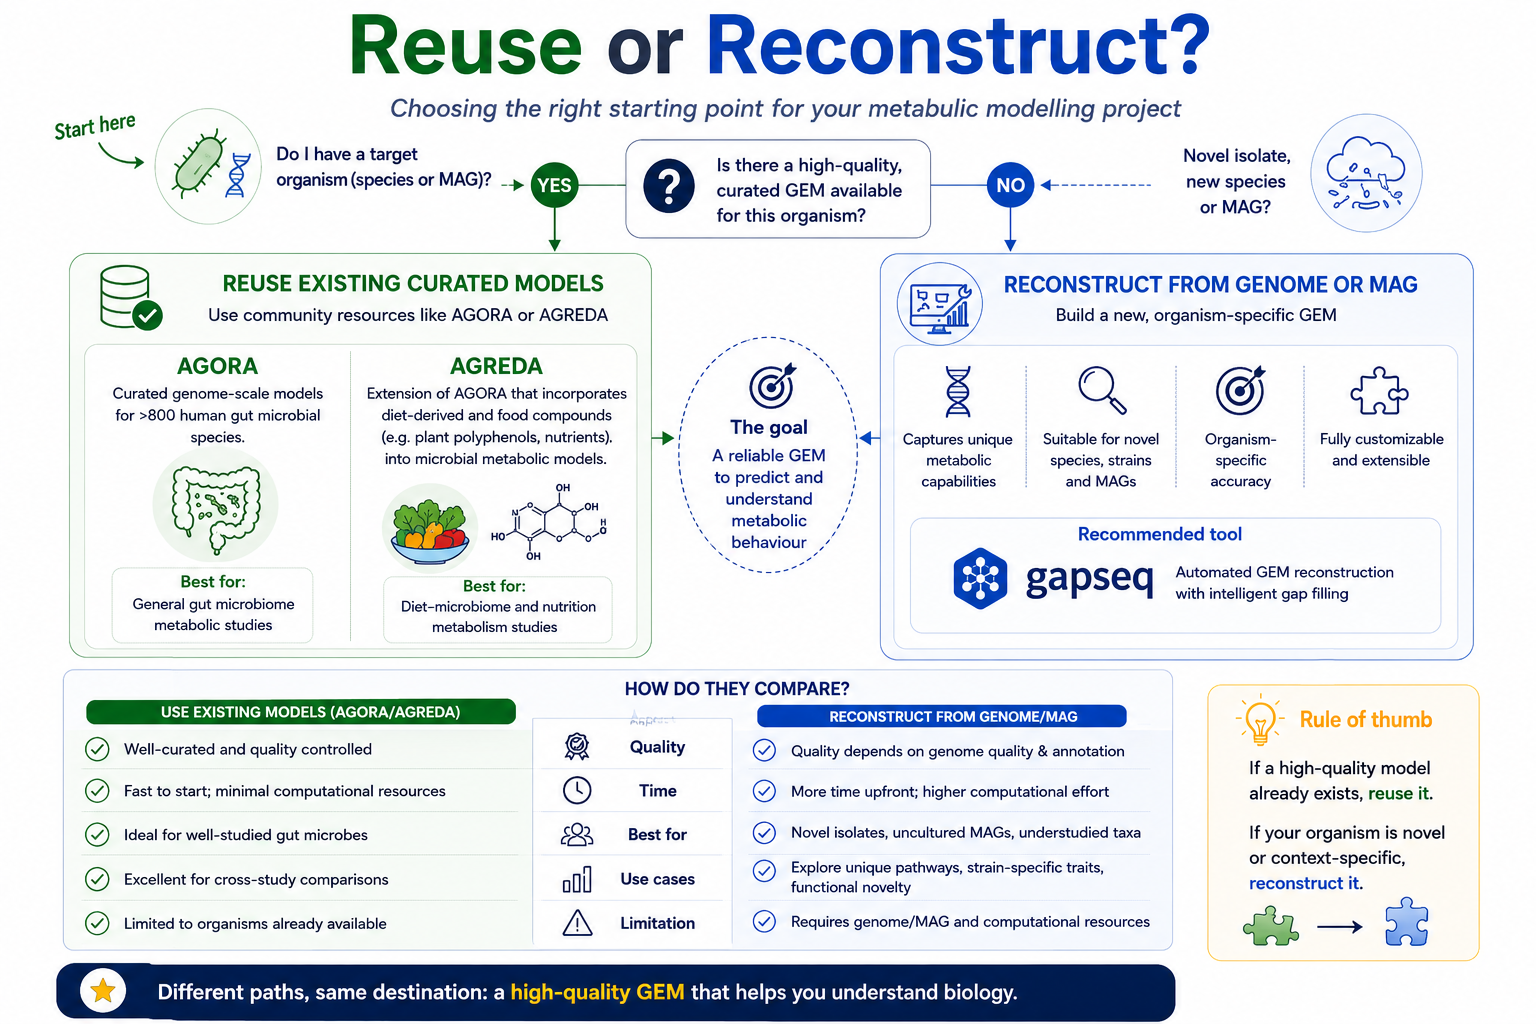 Reuse or Reconstruct?
Choosing the right starting point for your metabulic modelling project
Start here
Do I have a target
organism (species or MAG)?
YES
?
Is there a high-quality,
curated GEM available
for this organism?
NO
Novel isolate,
new species
or MAG?
REUSE EXISTING CURATED MODELS
Use community resources like AGORA or AGREDA
AGORA
Curated genome-scale models
for >800 human gut microbial
species.
Best for:
General gut microbiome
metabolic studies
AGREDA
Extension of AGORA that incorporates
diet-derived and food compounds
(e.g. plant polyphenols, nutrients).
into microbial metabolic models.
OH
N
O
OH
H
HO
O
O
O
OH
Best for:
Diet-microbiome and nutrition
metabolism studies
The goal
A reliable GEM
to predict and
understand
metabolic
behaviour
RECONSTRUCT FROM GENOME OR MAG
Build a new, organism-specific GEM
Captures unique
metabolic
capabilities
Suitable for novel
species, strains
and MAGs
Organism-
specific
accuracy
Fully customizable
and extensible
Recommended tool
gapseq
Automated GEM reconstruction
with intelligent gap filling
HOW DO THEY COMPARE?
USE EXISTING MODELS (AGORA/AGREDA)
RECONSTRUCT FROM GENOME/MAG
Well-curated and quality controlled
Quality
Quality depends on genome quality & annotation
Fast to start; minimal computational resources
Time
More time upfront; higher computational effort
Ideal for well-studied gut microbes
Best for
Novel isolates, uncultured MAGs, understudied taxa
Excellent for cross-study comparisons
Use cases
Explore unique pathways, strain-specific traits,
functional novelty
Limited to organisms already available
Limitation
Requires genome/MAG and computational resources
Rule of thumb
If a high-quality model
already exists, reuse it.
If your organism is novel
or context-specific,
reconstruct it.
Different paths, same destination: a high-quality GEM that helps you understand biology.